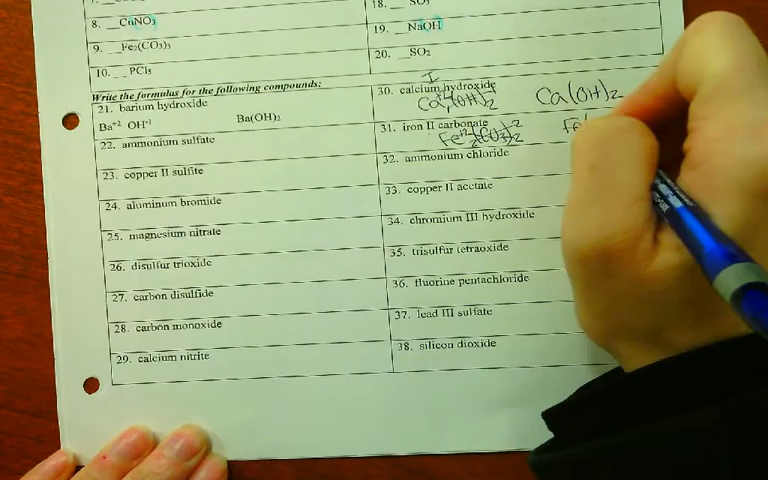 8. __CuNO₃
9. __Fe₂(CO₃)₃
10. __PCl₅
18. __SO₃
19. __NaOH
20. __SO₂
Write the formulas for the following compounds:
21. barium hydroxide
Ba⁺² OH⁻¹ Ba(OH)₂
22. ammonium sulfate
23. copper II sulfite
24. aluminum bromide
25. magnesium nitrate
26. disulfur trioxide
27. carbon disulfide
28. carbon monoxide
29. calcium nitrite
30. calcium hydroxide
Ca(OH)₂
31. iron II carbonate
32. ammonium chloride
33. copper II acetate
34. chromium III hydroxide
35. trisulfur tetraoxide
36. fluorine pentachloride
37. lead III sulfate
38. silicon dioxide